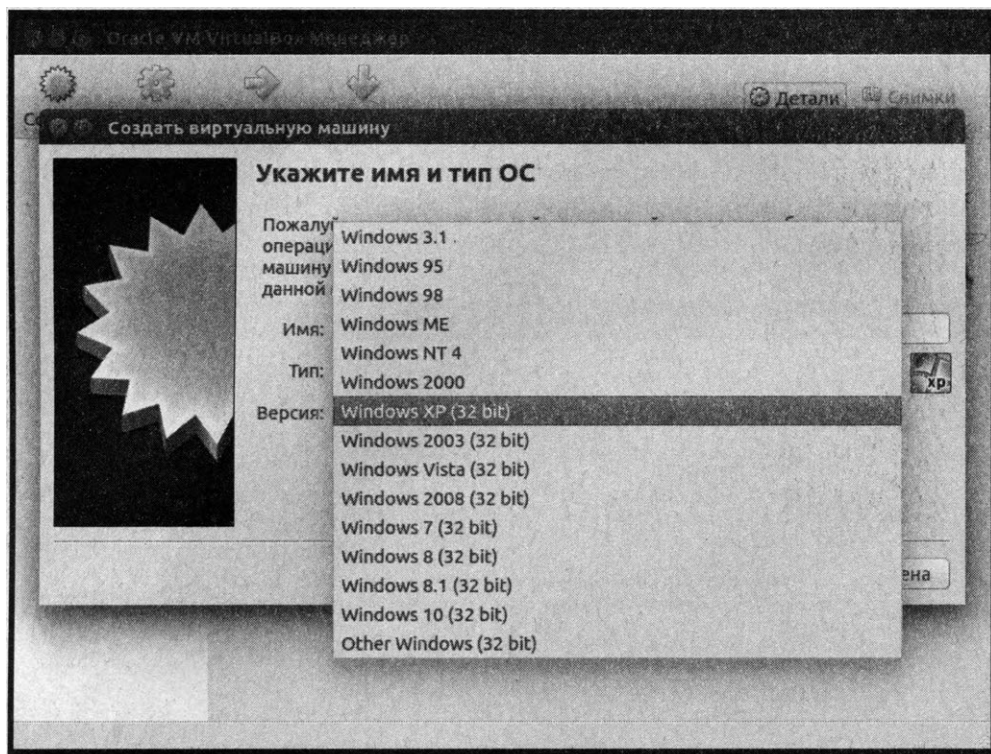 Oracle VM VirtualBox Менеджер
Детали
Снимки
Создать виртуальную машину
Укажите имя и тип ОС
Пожалуй
операци
машину
данной
Имя:
Тип:
xp
Версия:
Windows 3.1
Windows 95
Windows 98
Windows ME
Windows NT 4
Windows 2000
Windows XP (32 bit)
Windows 2003 (32 bit)
Windows Vista (32 bit)
Windows 2008 (32 bit)
Windows 7 (32 bit)
Windows 8 (32 bit)
Windows 8.1 (32 bit)
Windows 10 (32 bit)
Other Windows (32 bit)
ена